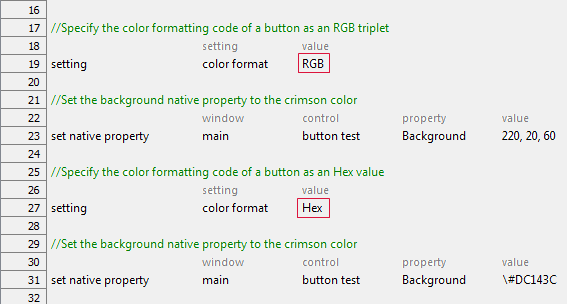 16
17 //Specify the color formatting code of a button as an RGB triplet
18 setting value
19 setting color format RGB
20
21 //Set the background native property to the crimson color
22 window control property value
23 set native property main button test Background 220, 20, 60
24
25 //Specify the color formatting code of a button as an Hex value
26 setting value
27 setting color format Hex
28
29 //Set the background native property to the crimson color
30 window control property value
31 set native property main button test Background \#DC143C
32